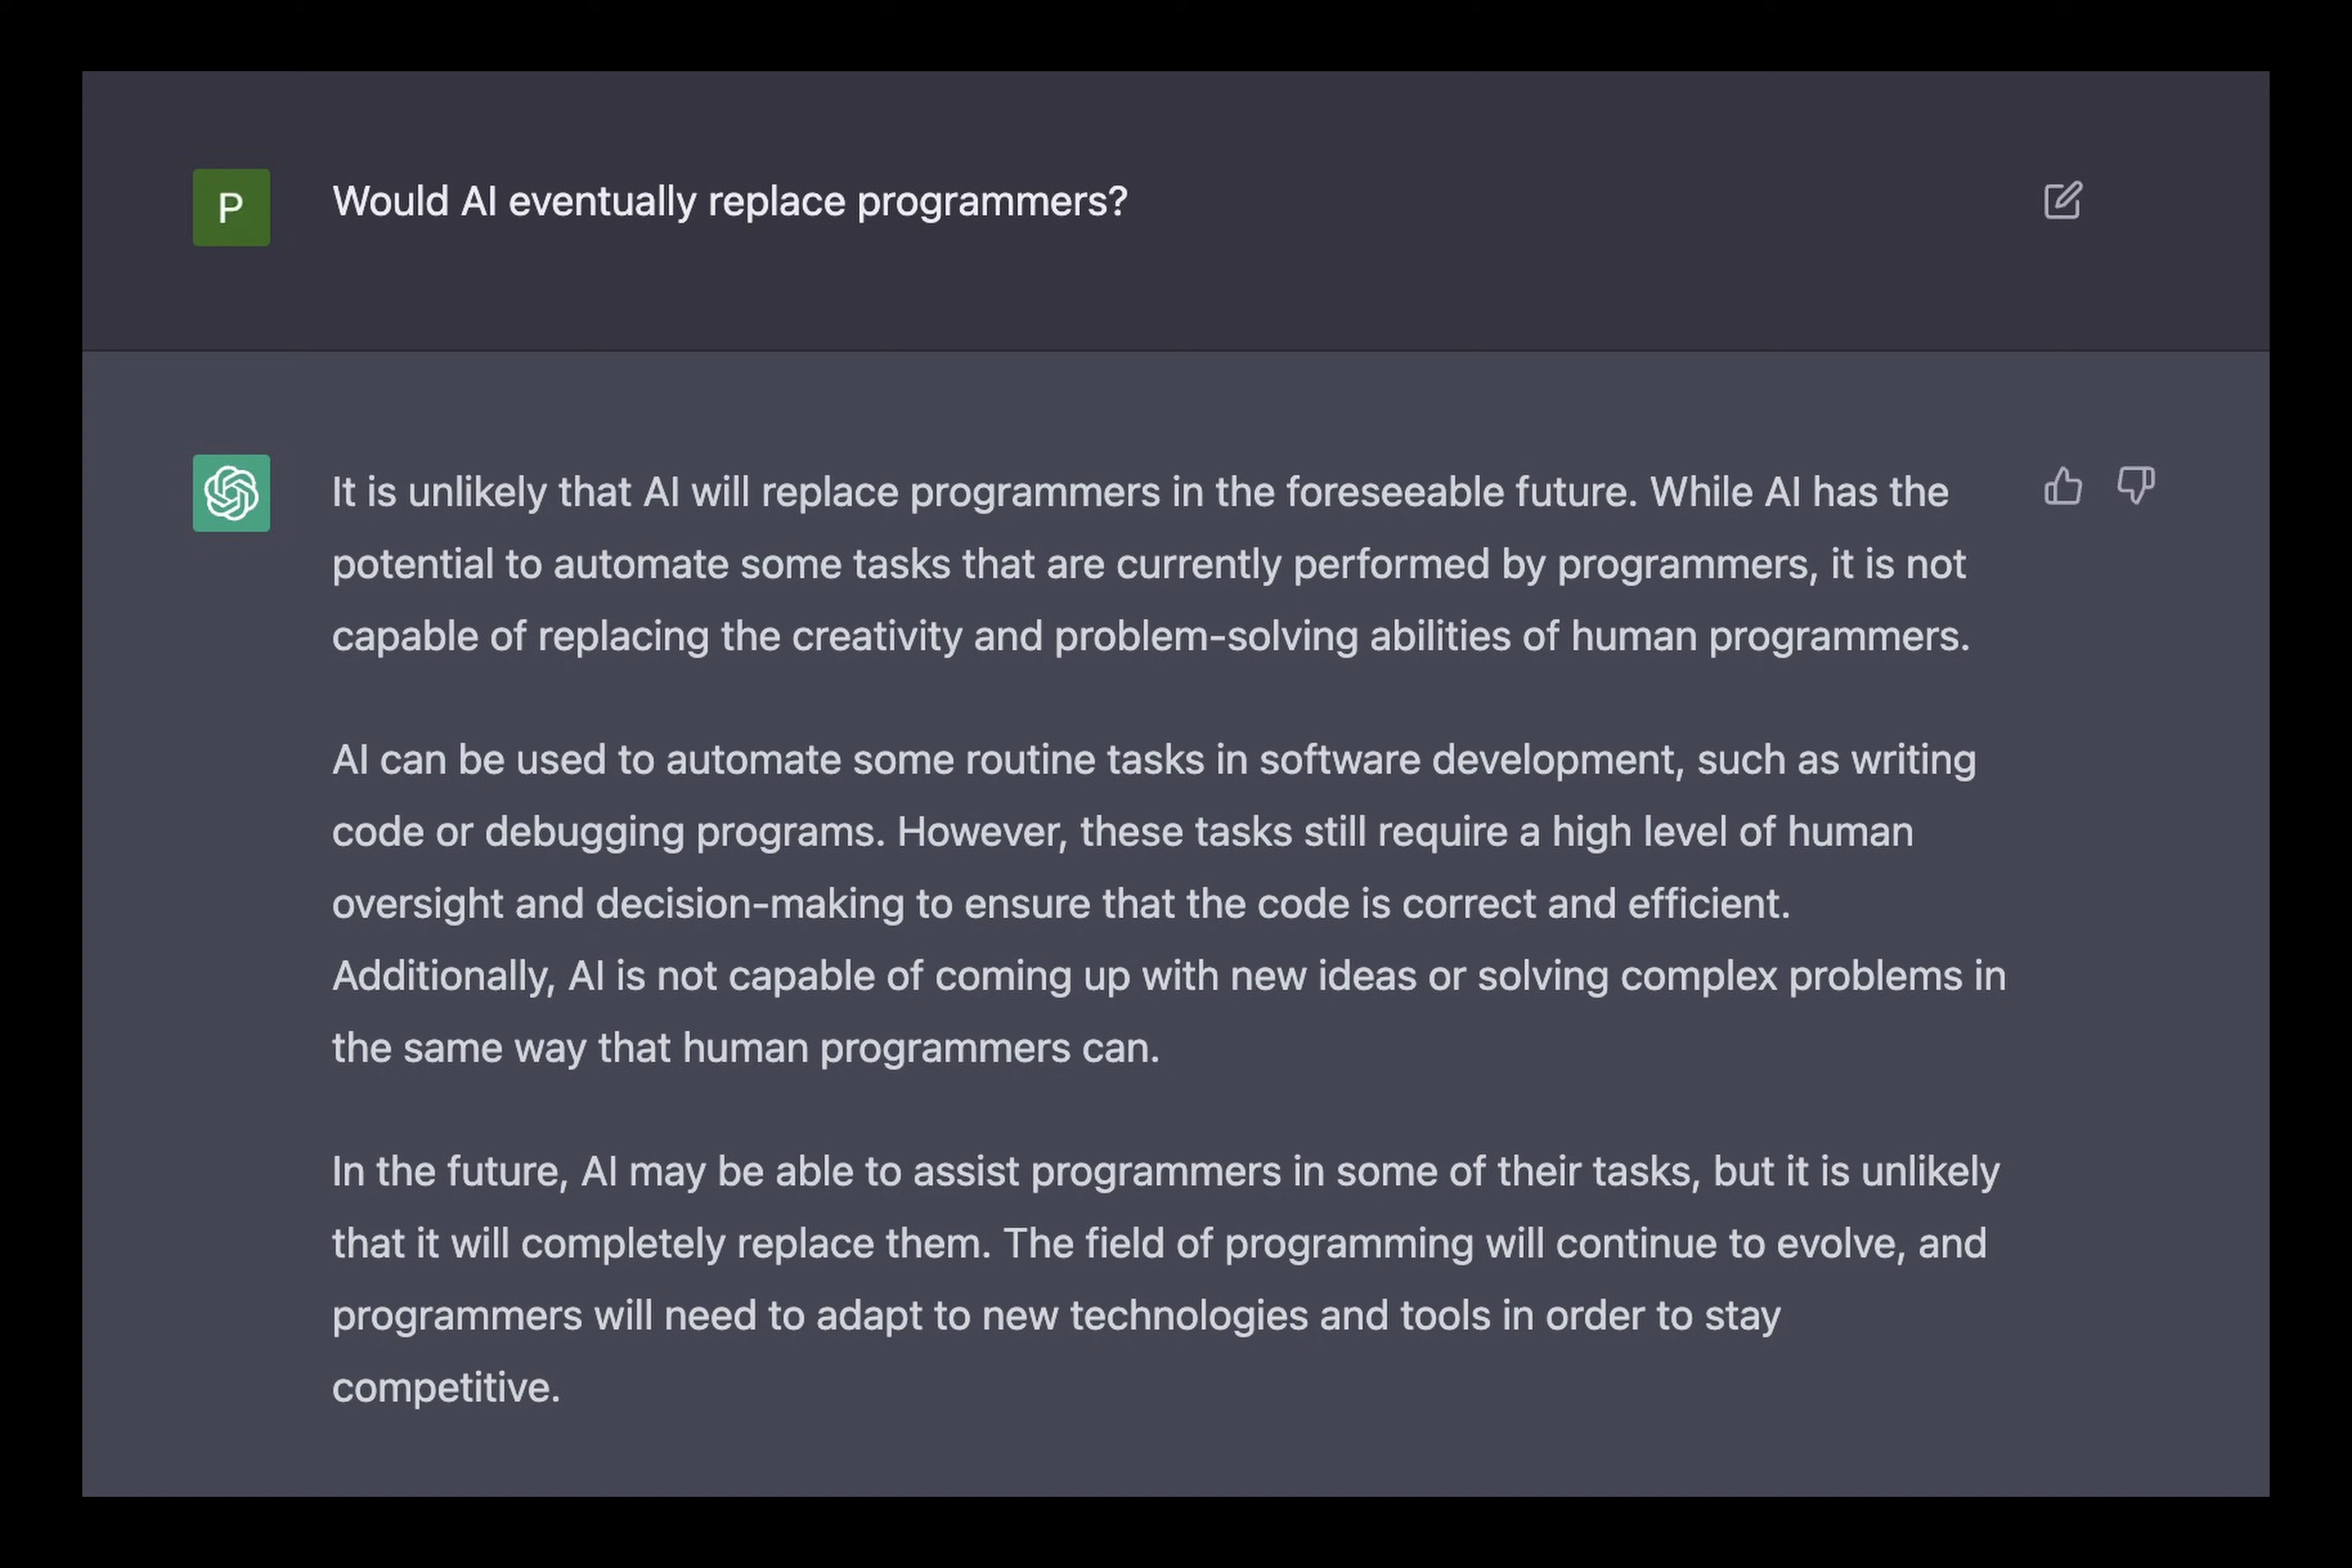 P
Would AI eventually replace programmers?
It is unlikely that AI will replace programmers in the foreseeable future. While AI has the
potential to automate some tasks that are currently performed by programmers, it is not
capable of replacing the creativity and problem-solving abilities of human programmers.
AI can be used to automate some routine tasks in software development, such as writing
code or debugging programs. However, these tasks still require a high level of human
oversight and decision-making to ensure that the code is correct and efficient.
Additionally, AI is not capable of coming up with new ideas or solving complex problems in
the same way that human programmers can.
In the future, AI may be able to assist programmers in some of their tasks, but it is unlikely
that it will completely replace them. The field of programming will continue to evolve, and
programmers will need to adapt to new technologies and tools in order to stay
competitive.